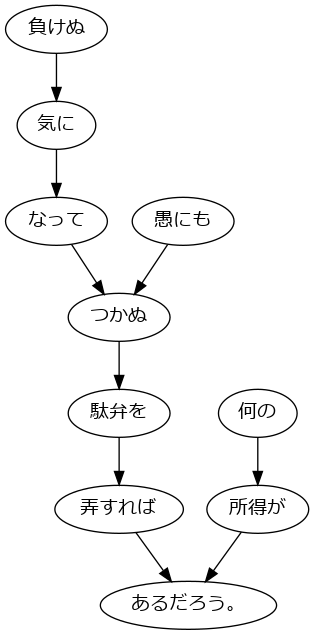 負けぬ
気に
なって
愚にも
つかぬ
駄弁を
何の
弄すれば
所得が
あるだろう。